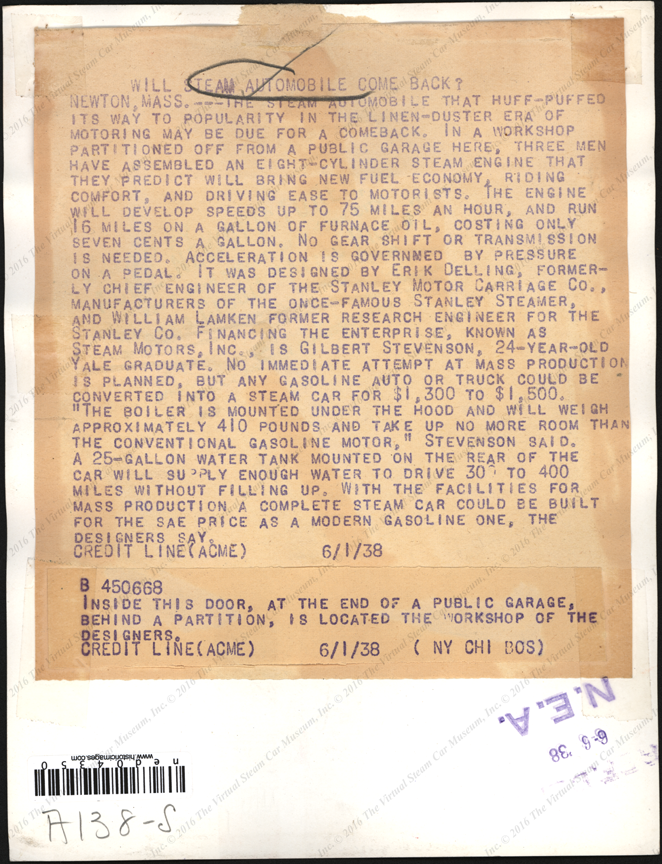 WILL STEAM AUTOMOBILE COME BACK?
NEWTON, MASS. ---THE STEAM AUTOMOBILE THAT HUFF-PUFFED
ITS WAY TO POPULARITY IN THE LINEN-DUSTER ERA OF
MOTORING MAY BE DUE FOR A COMEBACK. IN A WORKSHOP
PARTITIONED OFF FROM A PUBLIC GARAGE HERE, THREE MEN
HAVE ASSEMBLED AN EIGHT-CYLINDER STEAM ENGINE THAT
THEY PREDICT WILL BRING NEW FUEL ECONOMY, RIDING
COMFORT, AND DRIVING EASE TO MOTORISTS. THE ENGINE
WILL DEVELOP SPEEDS UP TO 75 MILES AN HOUR, AND RUN
16 MILES ON A GALLON OF FURNACE OIL, COSTING ONLY
SEVEN CENTS A GALLON. NO GEAR SHIFT OR TRANSMISSION
IS NEEDED. ACCELERATION IS GOVERNMED BY PRESSURE
ON A PEDAL. IT WAS DESIGNED BY ERIK DELLING, FORMER-
LY CHIEF ENGINEER OF THE STANLEY MOTOR CARRIAGE CO.,
MANUFACTURERS OF THE ONCE-FAMOUS STANLEY STEAMER,
AND WILLIAM LAMKEN FORMER RESEARCH ENGINEER FOR THE
STANLEY CO. FINANCING THE ENTERPRISE, KNOWN AS
STEAM MOTORS, INC., IS GILBERT STEVENSON, 24-YEAR-OLD
YALE GRADUATE. NO IMMEDIATE ATTEMPT AT MASS PRODUCTION
IS PLANNED, BUT ANY GASOLINE AUTO OR TRUCK COULD BE
CONVERTED INTO A STEAM CAR FOR $1,300 TO $1,500.
"THE BOILER IS MOUNTED UNDER THE HOOD AND WILL WEIGH
APPROXIMATELY 410 POUNDS AND TAKE UP NO MORE ROOM THAN
THE CONVENTIONAL GASOLINE MOTOR," STEVENSON SAID.
A 25-GALLON WATER TANK MOUNTED ON THE REAR OF THE
CAR WILL SUPPLY ENOUGH WATER TO DRIVE 300 TO 400
MILES WITHOUT FILLING UP. WITH THE FACILITIES FOR
MASS PRODUCTION A COMPLETE STEAM CAR COULD BE BUILT
FOR THE SAE PRICE AS A MODERN GASOLINE ONE, THE
DESIGNERS SAY.
CREDIT LINE(ACME) 6/1/38
B 450668
INSIDE THIS DOOR, AT THE END OF A PUBLIC GARAGE,
BEHIND A PARTITION, IS LOCATED THE WORKSHOP OF THE
DESIGNERS.
CREDIT LINE(ACME) 6/1/38 ( NY CHI BOS)
N.E.A.
6-6-'38
www.historicimages.com
ned04350
A138-S
© 2016 The Virtual Steam Car Museum, Inc.